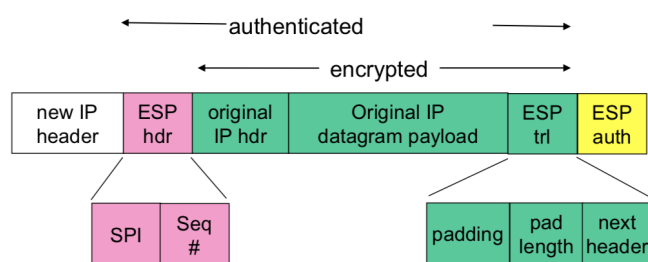 authenticated
encrypted
new IP
header
ESP
hdr
original
IP hdr
Original IP
datagram payload
ESP
trl
ESP
auth
SPI
Seq
#
padding
pad
length
next
header